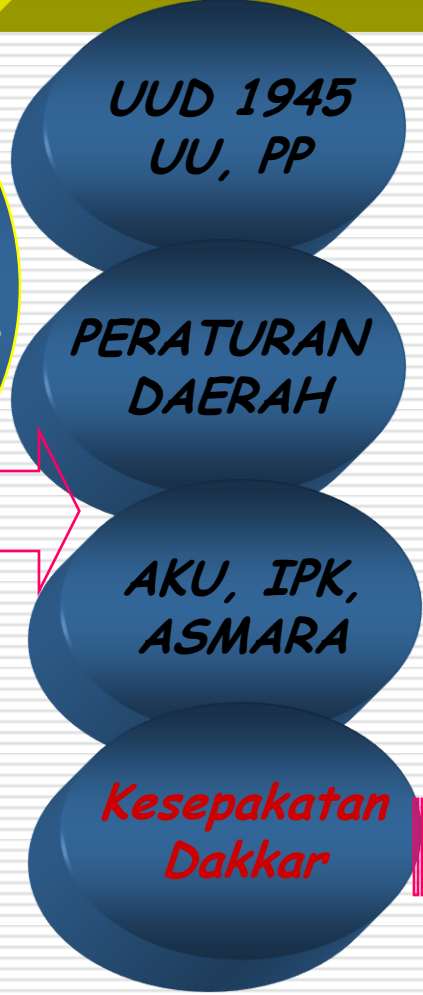 UUD 1945
UU, PP
PERATURAN
DAERAH
AKU, IPK,
ASMARA
Kesepakatan
Dakkar